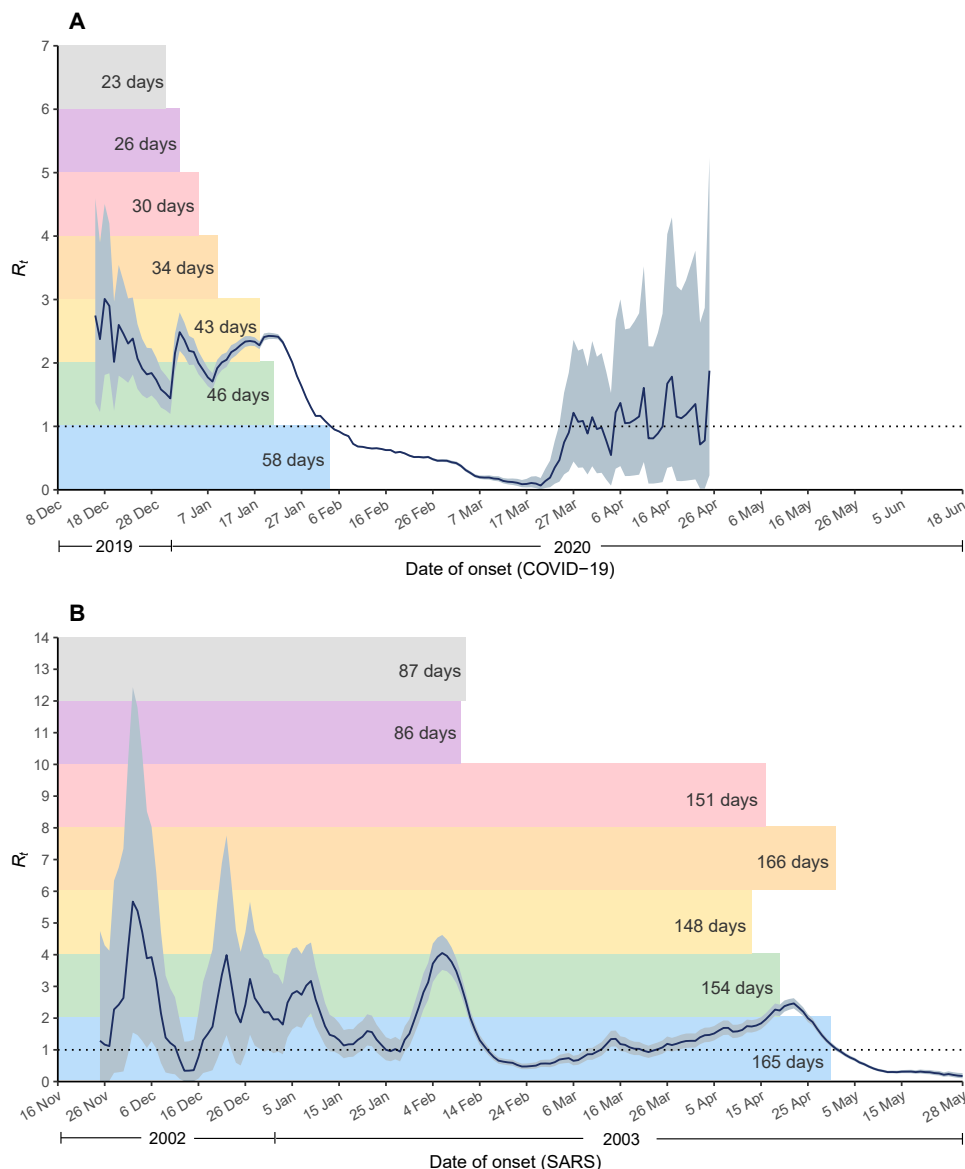 A
7
23 days
6
26 days
5
30 days
4
34 days
Rt
3
43 days
2
46 days
1
58 days
0
8 Dec
18 Dec
28 Dec
7 Jan
17 Jan
27 Jan
6 Feb
16 Feb
26 Feb
7 Mar
17 Mar
27 Mar
6 Apr
16 Apr
26 Apr
6 May
16 May
26 May
5 Jun
18 Jun
2019
2020
Date of onset (COVID−19)
B
14
13
87 days
12
11
86 days
10
9
151 days
8
Rt
7
166 days
6
5
148 days
4
3
154 days
2
1
165 days
0
16 Nov
26 Nov
6 Dec
16 Dec
26 Dec
5 Jan
15 Jan
25 Jan
4 Feb
14 Feb
24 Feb
6 Mar
16 Mar
26 Mar
5 Apr
15 Apr
25 Apr
5 May
15 May
28 May
2002
2003
Date of onset (SARS)